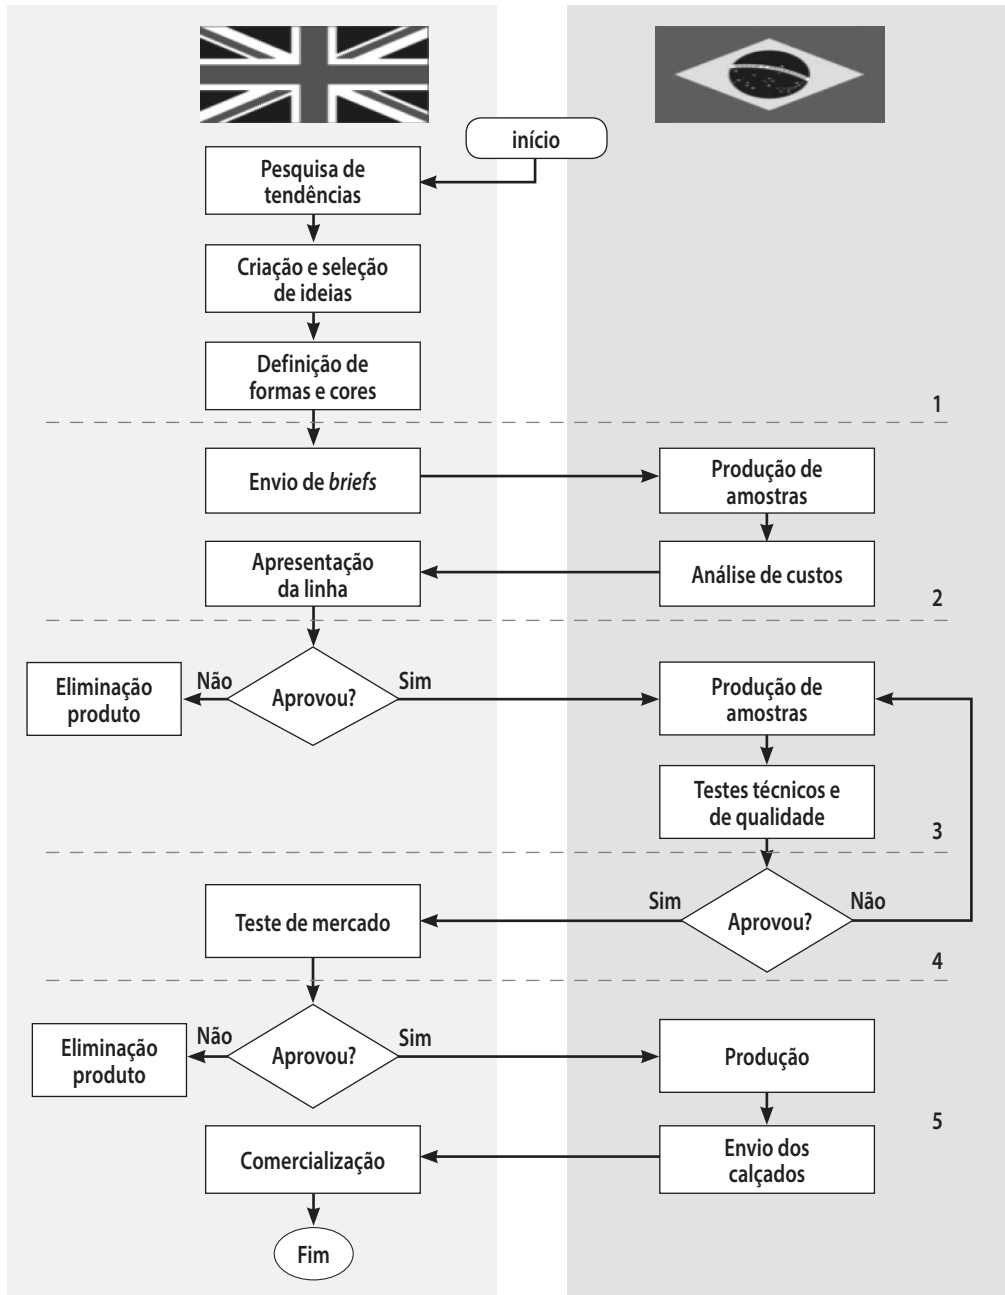 início
Pesquisa de
tendências
Criação e seleção
de ideias
Definição de
formas e cores
1
Envio de briefs
Produção de
amostras
Apresentação
da linha
Análise de custos
2
Eliminação
produto
Não
Aprovou?
Sim
Produção de
amostras
Testes técnicos e
de qualidade
3
Teste de mercado
Sim
Aprovou?
Não
4
Eliminação
produto
Não
Aprovou?
Sim
Produção
Comercialização
Envio dos
calçados
5
Fim